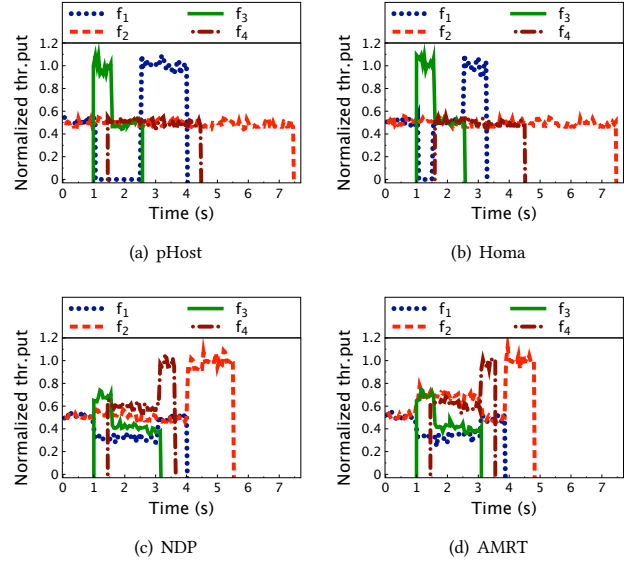 f1 f3
f2 f4
Normalized thr.put
1.2
1.0
0.8
0.6
0.4
0.2
0
0 1 2 3 4 5 6 7
Time (s)
(a) pHost
f1 f3
f2 f4
Normalized thr.put
1.2
1.0
0.8
0.6
0.4
0.2
0
0 1 2 3 4 5 6 7
Time (s)
(b) Homa
f1 f3
f2 f4
Normalized thr.put
1.2
1.0
0.8
0.6
0.4
0.2
0
0 1 2 3 4 5 6 7
Time (s)
(c) NDP
f1 f3
f2 f4
Normalized thr.put
1.2
1.0
0.8
0.6
0.4
0.2
0
0 1 2 3 4 5 6 7
Time (s)
(d) AMRT